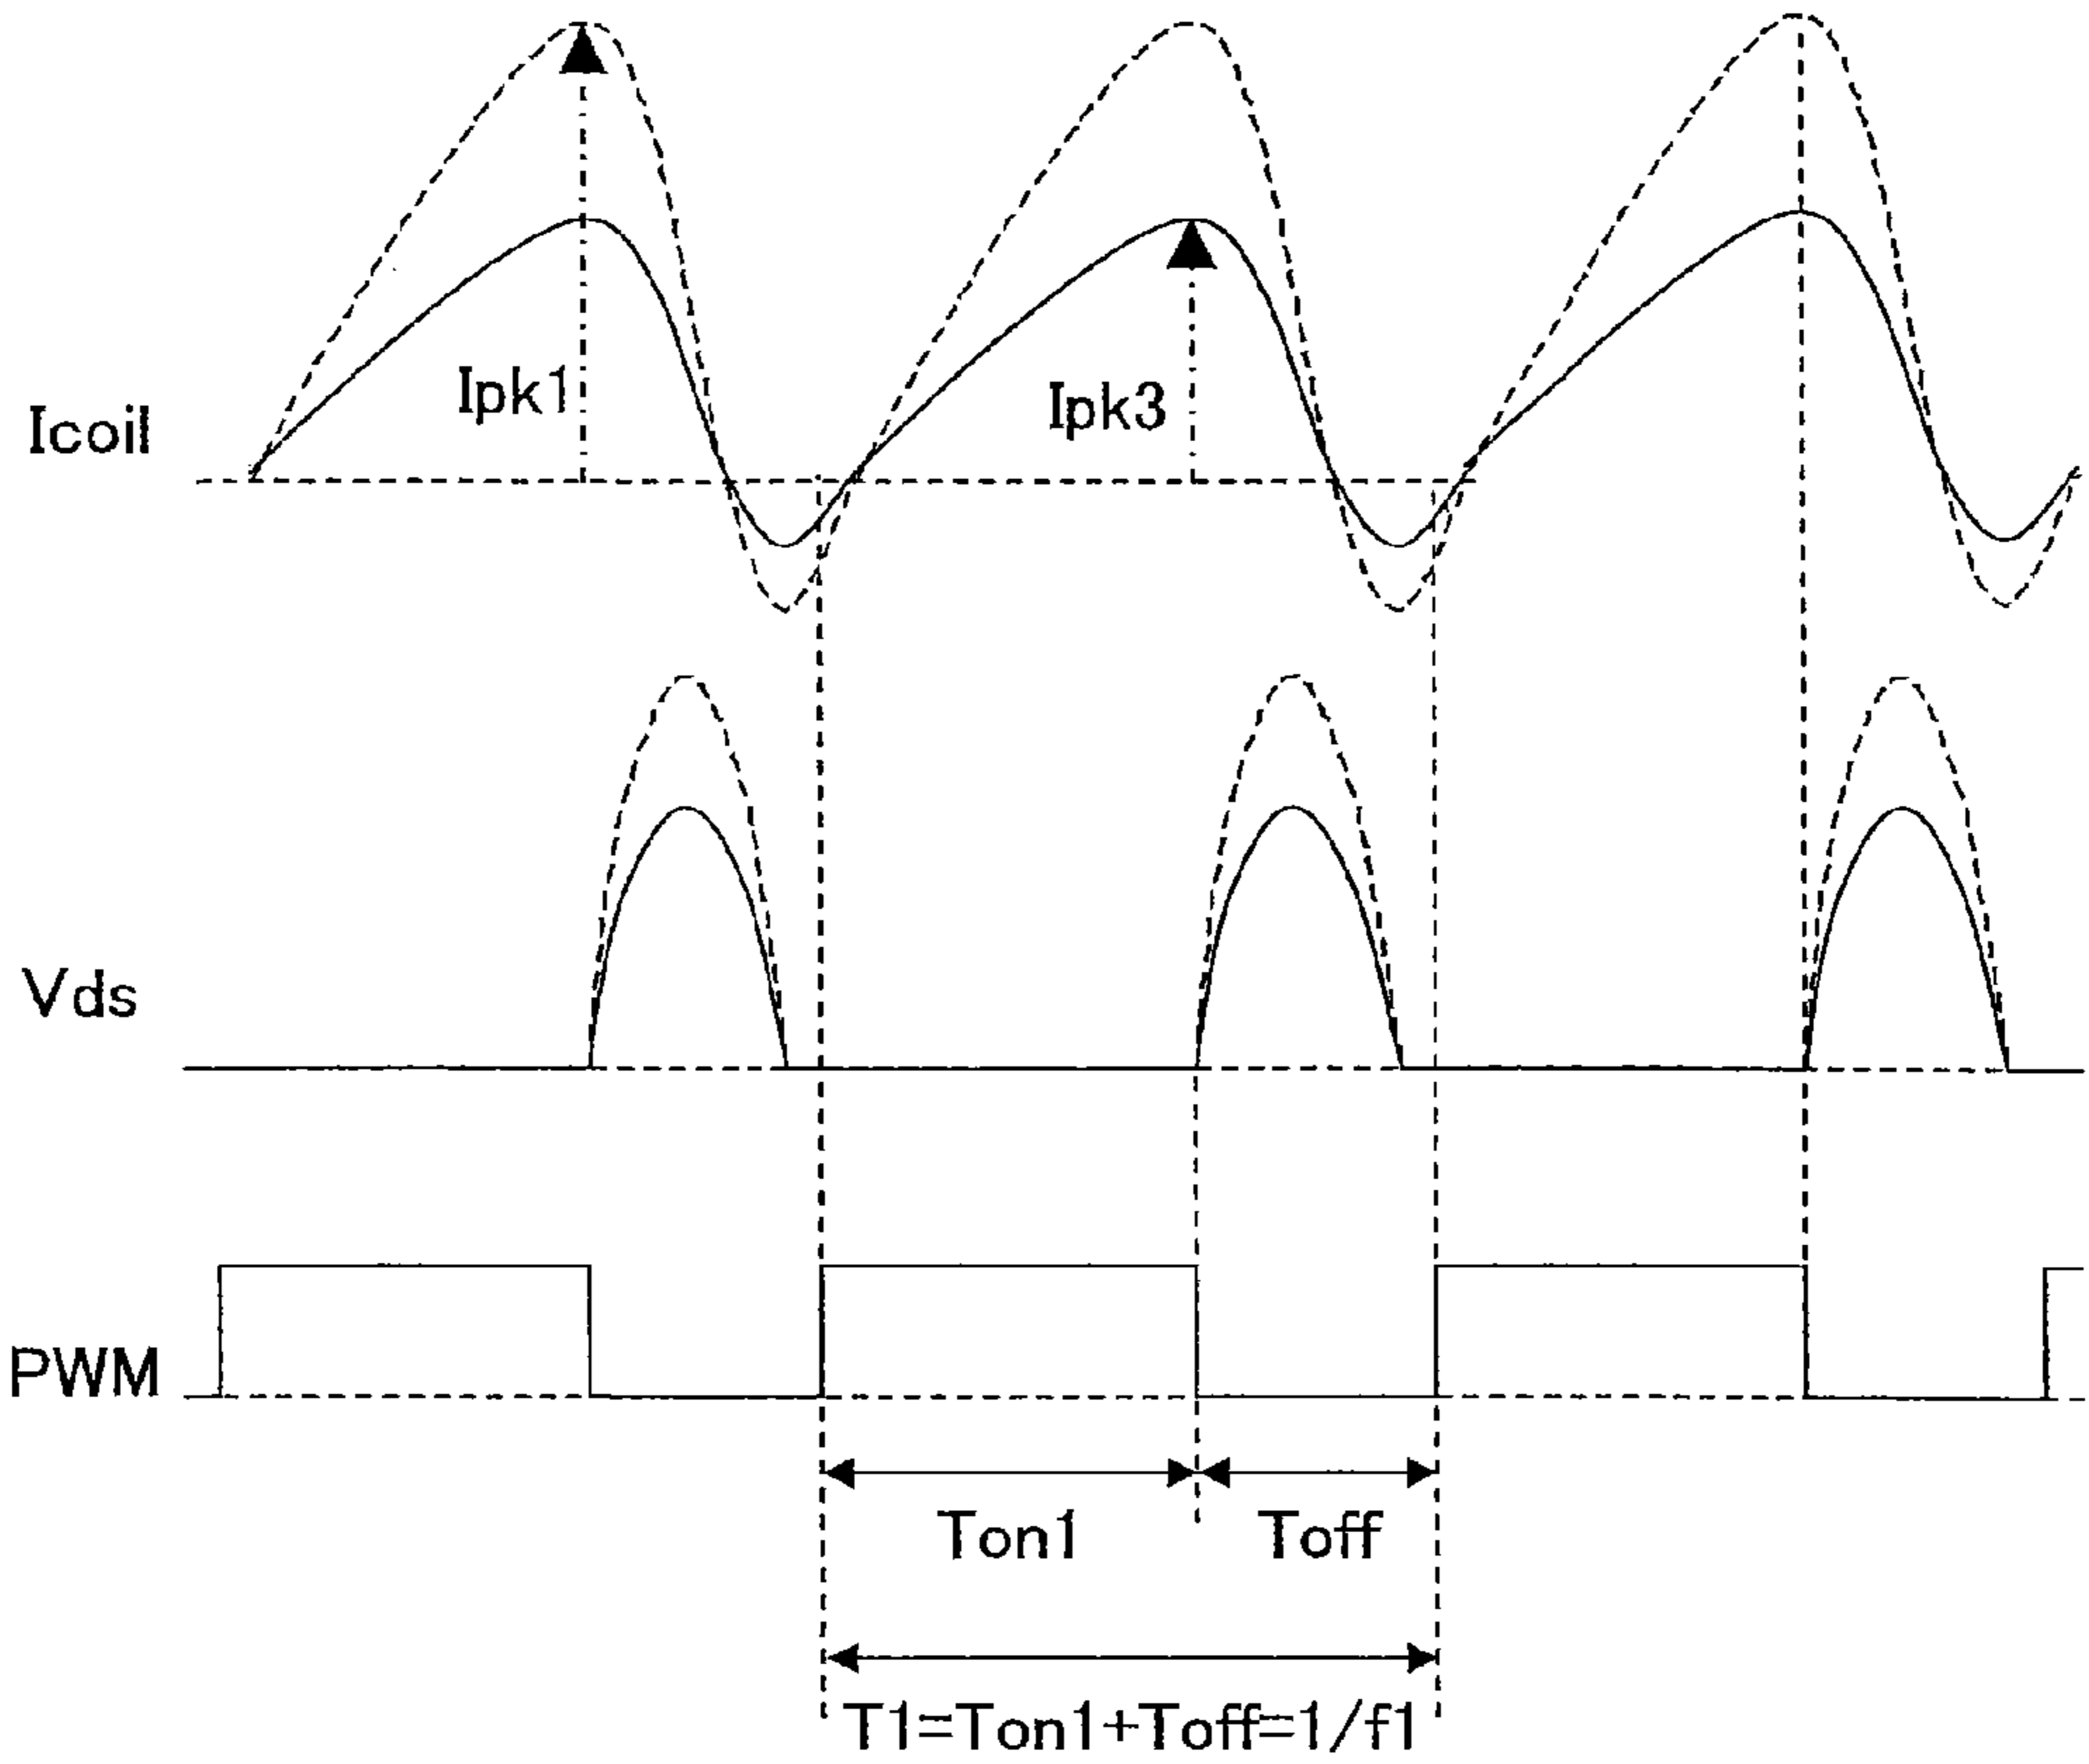 Ipk1
Ipk3
Icoil
Vds
PWM
Ton1
Toff
T1=Ton1+Toff=1/f1